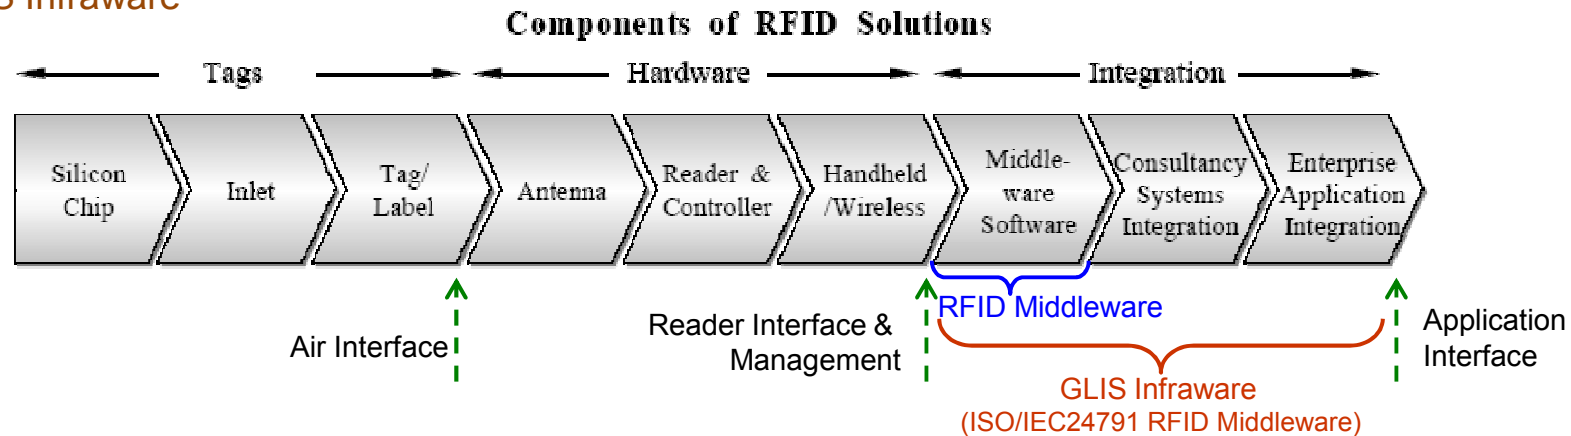 S Infraware
Components of RFID Solutions
Tags
Hardware
Integration
Silicon
Chip
Inlet
Tag/
Label
Antenna
Reader &
Controller
Handheld
/Wireless
Middle-
ware
Software
Consultancy
Systems
Integration
Enterprise
Application
Integration
RFID Middleware
Air Interface
Reader Interface &
Management
Application
Interface
GLIS Infraware
(ISO/IEC24791 RFID Middleware)